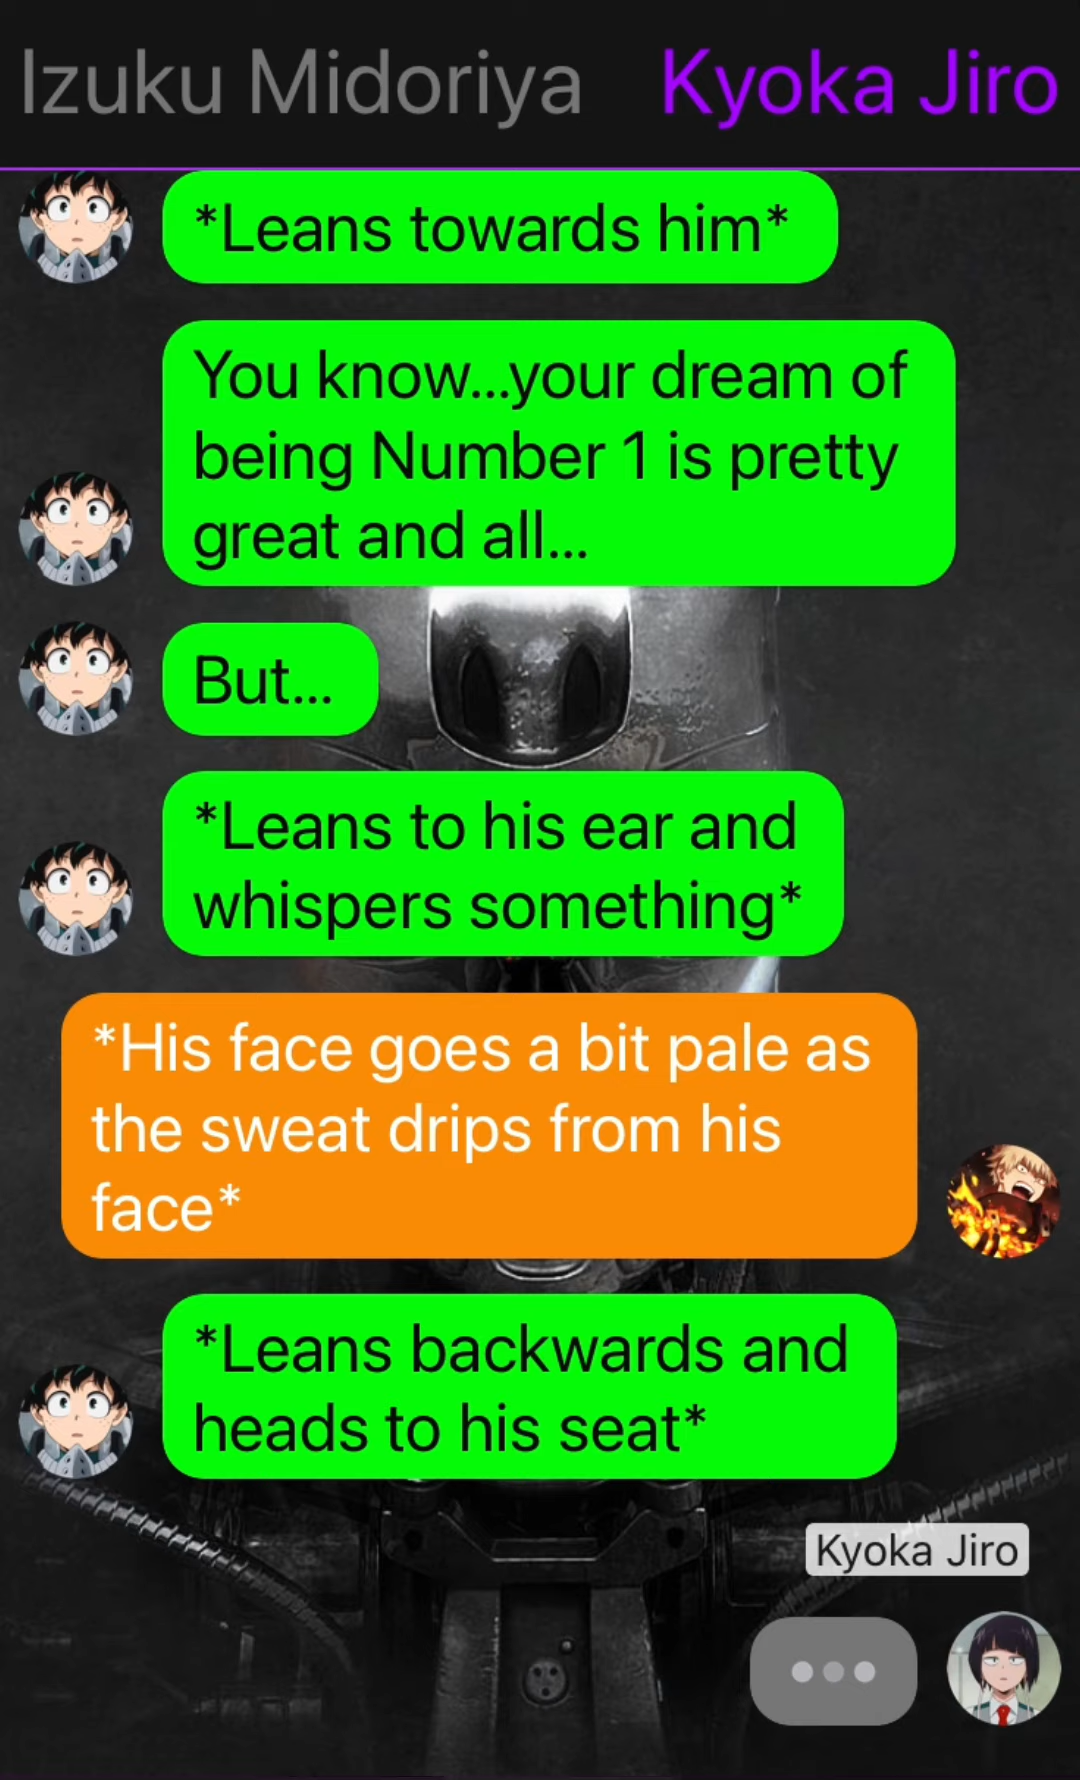 Izuku Midoriya Kyoka Jiro
*Leans towards him*
You know...your dream of
being Number 1 is pretty
great and all...
But...
*Leans to his ear and
whispers something*
*His face goes a bit pale as
the sweat drips from his
face*
*Leans backwards and
heads to his seat*
Kyoka Jiro